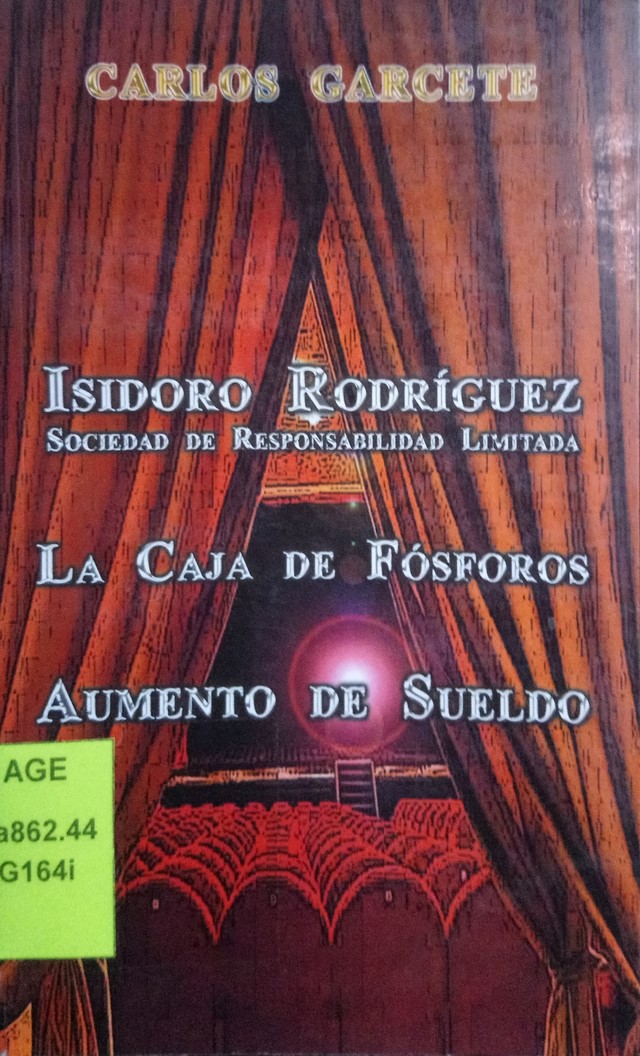 CARLOS GARCETE
ISIDORO RODRÍGUEZ
SOCIEDAD DE RESPONSABILIDAD LIMITADA
LA CAJA DE FÓSFOROS
AUMENTO DE SUELDO
AGE
a862.44
G164i